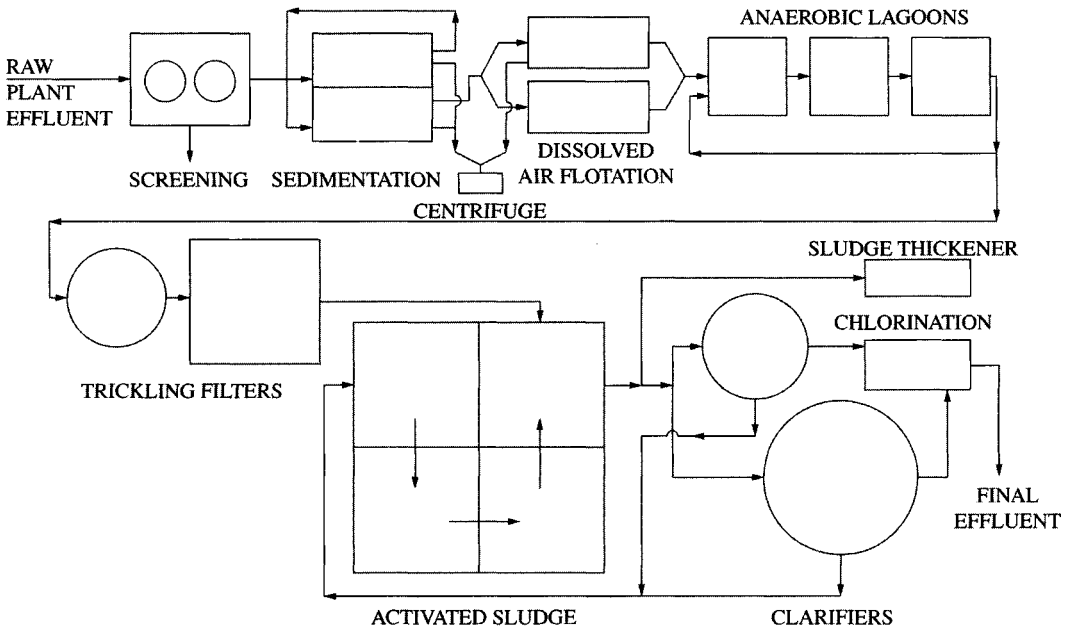 ANAEROBIC LAGOONS
RAW
PLANT
EFFLUENT
SCREENING
SEDIMENTATION
DISSOLVED
AIR FLOTATION
CENTRIFUGE
SLUDGE THICKENER
CHLORINATION
TRICKLING FILTERS
FINAL
EFFLUENT
ACTIVATED SLUDGE
CLARIFIERS